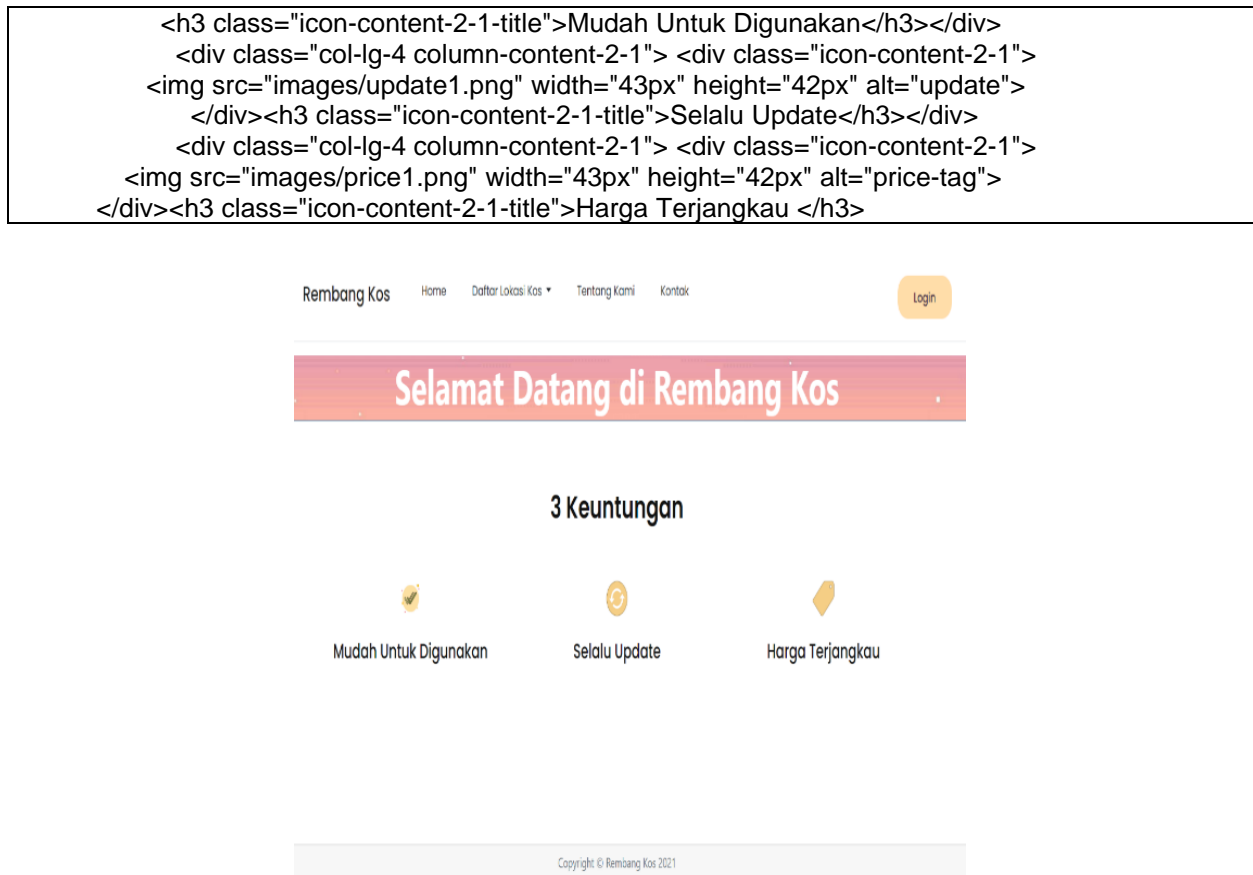 <h3 class="icon-content-2-1-title">Mudah Untuk Digunakan</h3></div>
<div class="col-lg-4 column-content-2-1"> <div class="icon-content-2-1">
<img src="images/update1.png" width="43px" height="42px" alt="update">
</div><h3 class="icon-content-2-1-title">Selalu Update</h3></div>
<div class="col-lg-4 column-content-2-1"> <div class="icon-content-2-1">
<img src="images/price1.png" width="43px" height="42px" alt="price-tag">
</div><h3 class="icon-content-2-1-title">Harga Terjangkau </h3>
Rembang Kos Home Daftar Lokasi Kos Tentang Kami Kontak Login
Selamat Datang di Rembang Kos
3 Keuntungan
Mudah Untuk Digunakan Selalu Update Harga Terjangkau
Copyright © Rembang Kos 2021